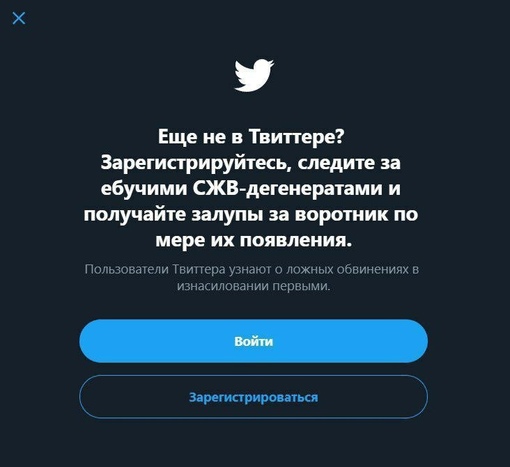 Еще не в Твиттере?
Зарегистрируйтесь, следите за
ебучими СЖВ-дегенератами и
получайте залупы за воротник по
мере их появления.
Пользователи Твиттера узнают о ложных обвинениях в
изнасиловании первыми.
Войти
Зарегистрироваться